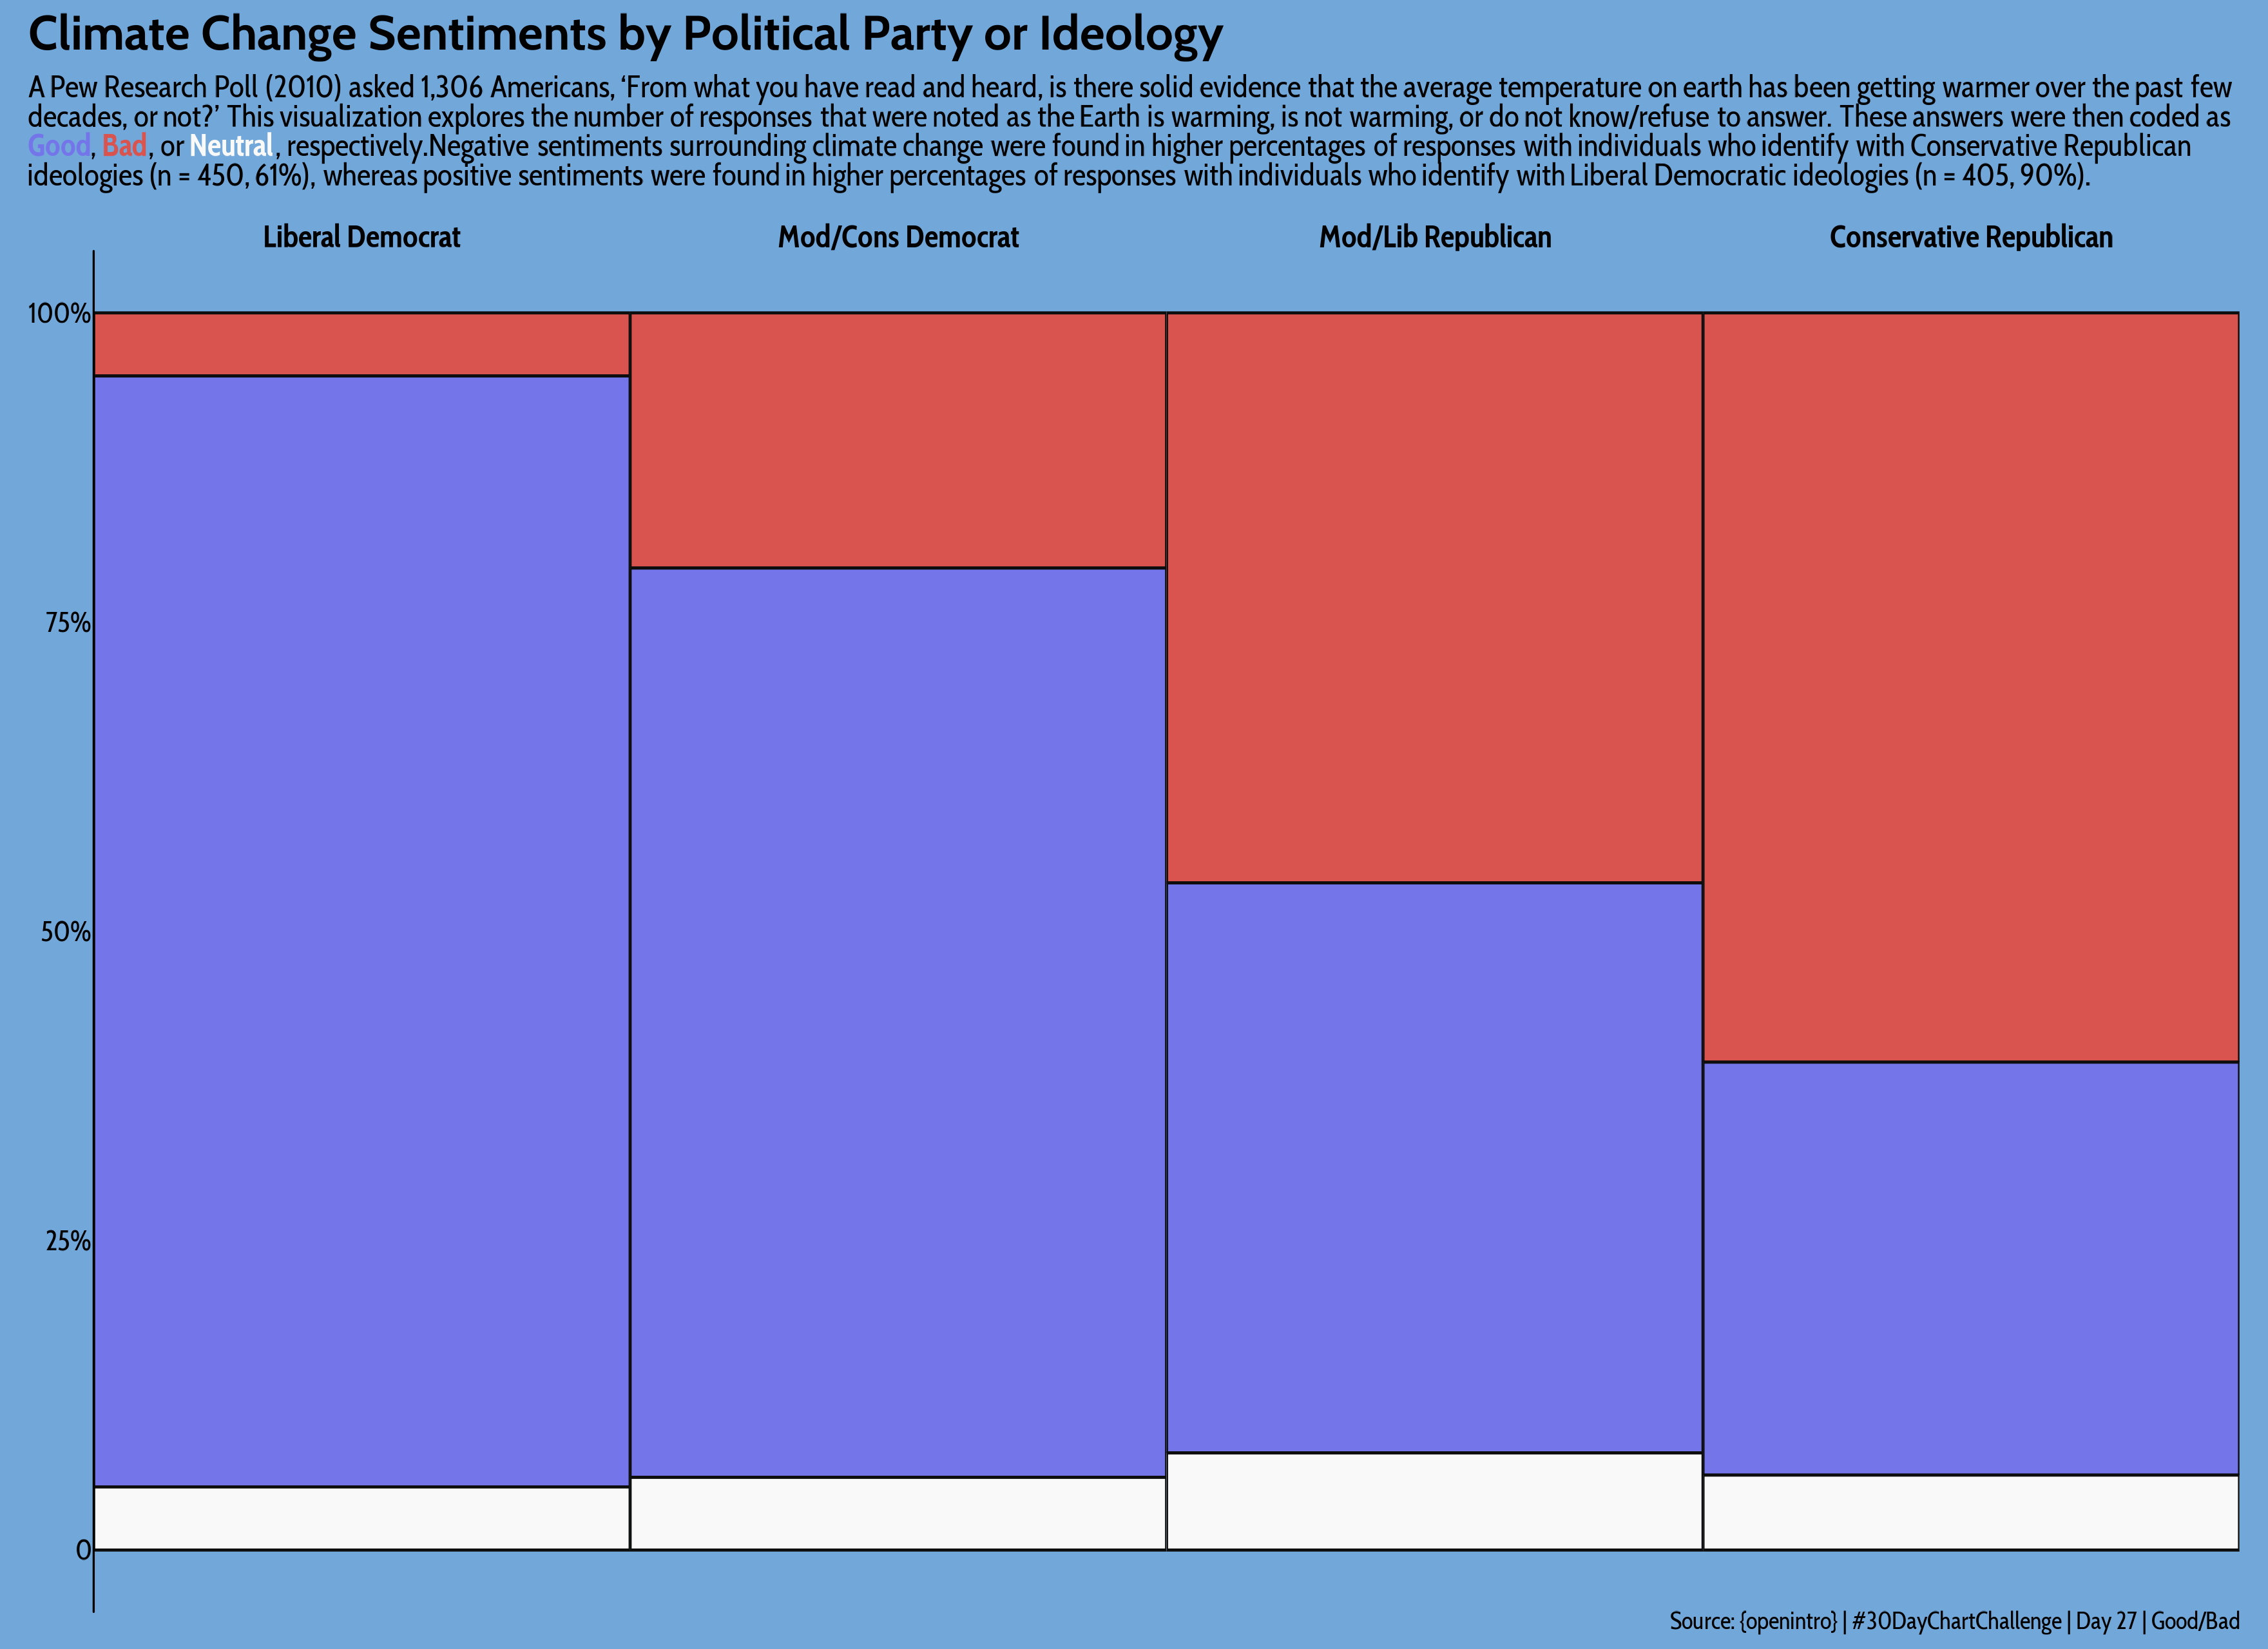 Climate Change Sentiments by Political Party or Ideology
A Pew Research Poll (2010) asked 1,306 Americans, ‘From what you have read and heard, is there solid evidence that the average temperature on earth has been getting warmer over the past few
decades, or not?’ This visualization explores the number of responses that were noted as the Earth is warming, is not warming, or do not know/refuse to answer. These answers were then coded as
Good, Bad, or Neutral, respectively.Negative sentiments surrounding climate change were found in higher percentages of responses with individuals who identify with Conservative Republican
ideologies (n = 450, 61%), whereas positive sentiments were found in higher percentages of responses with individuals who identify with Liberal Democratic ideologies (n = 405, 90%).
Liberal Democrat Mod/Cons Democrat Mod/Lib Republican Conservative Republican
100%
75%
50%
25%
0
Source: {openintro} | #30DayChartChallenge | Day 27 | Good/Bad